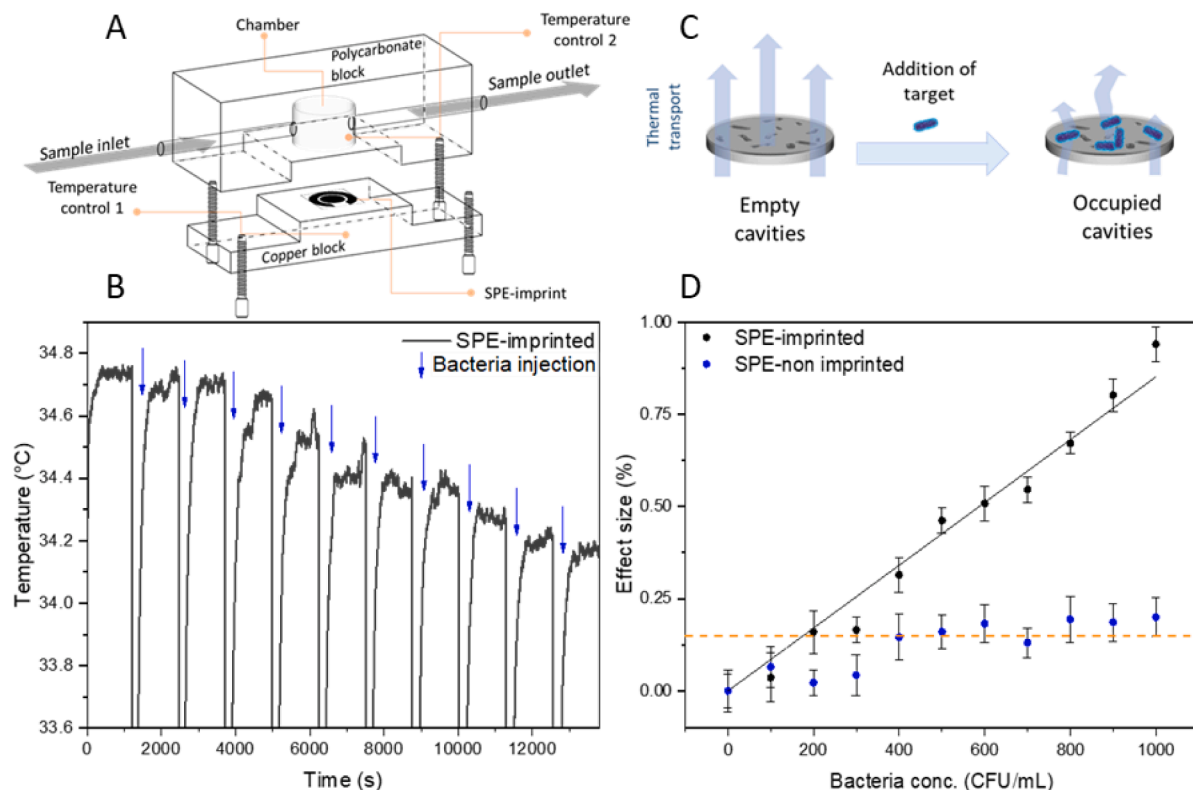 A
Chamber
Temperature
control 2
Polycarbonate
block
Sample outlet
Sample inlet
Temperature
control 1
Copper block
SPE-imprint
C
Thermal
transport
Addition of
target
Empty
cavities
Occupied
cavities
B
SPE-imprinted
Bacteria injection
34.8
34.6
34.4
34.2
34.0
33.8
33.6
Temperature (°C)
0
2000
4000
6000
8000
10000
12000
Time (s)
D
SPE-imprinted
SPE-non imprinted
1.00
0.75
0.50
0.25
0.00
Effect size (%)
0
200
400
600
800
1000
Bacteria conc. (CFU/mL)